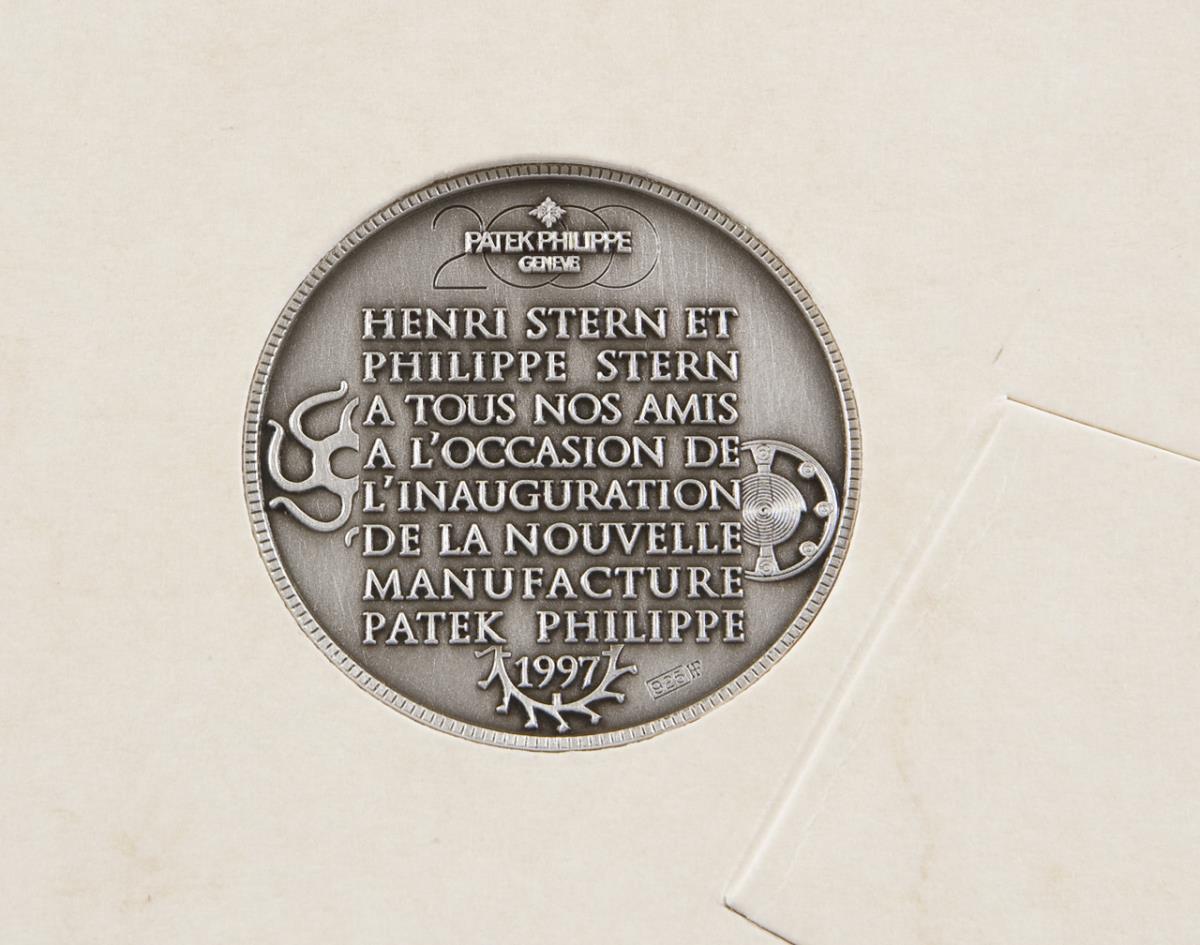 2000
PATEK PHILIPPE
GENEVE
HENRI STERN ET
PHILIPPE STERN
A TOUS NOS AMIS
A L'OCCASION DE
L'INAUGURATION
DE LA NOUVELLE
MANUFACTURE
PATEK PHILIPPE
1997
925